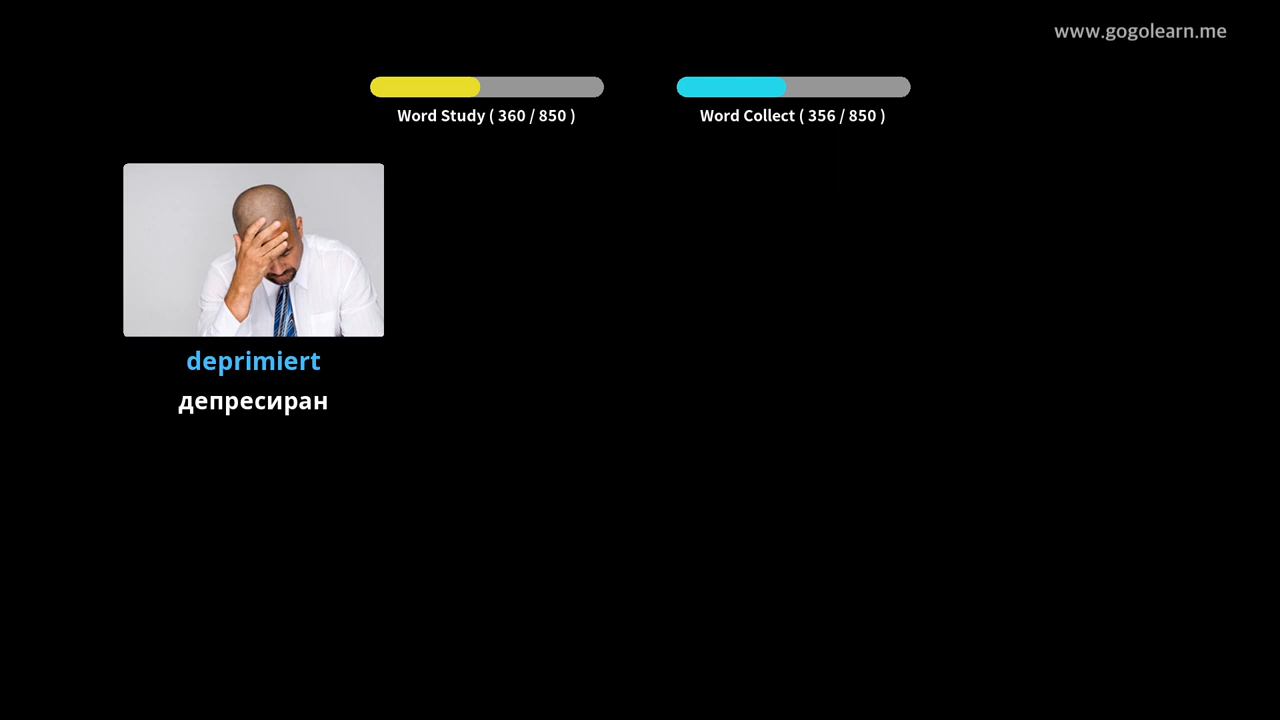 www.gogolearn.me
Word Study ( 360 / 850 )
Word Collect ( 356 / 850 )
deprimiert
депресиран